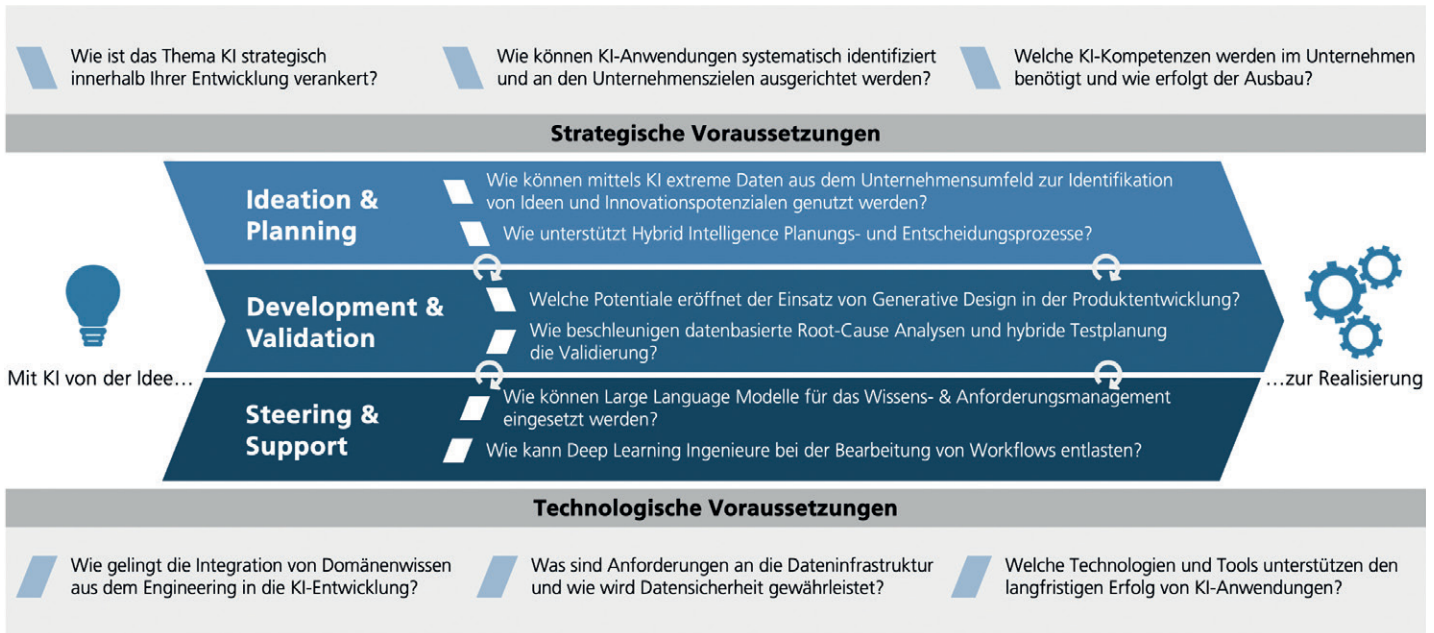 Wie ist das Thema KI strategisch
innerhalb Ihrer Entwicklung verankert?
Wie können KI-Anwendungen systematisch identifiziert
und an den Unternehmenszielen ausgerichtet werden?
Welche KI-Kompetenzen werden im Unternehmen
benötigt und wie erfolgt der Ausbau?
Strategische Voraussetzungen
Mit KI von der Idee…
Ideation &
Planning
Wie können mittels KI extreme Daten aus dem Unternehmensumfeld zur Identifikation
von Ideen und Innovationspotenzialen genutzt werden?
Wie unterstützt Hybrid Intelligence Planungs- und Entscheidungsprozesse?
Development &
Validation
Welche Potentiale eröffnet der Einsatz von Generative Design in der Produktentwicklung?
Wie beschleunigen datenbasierte Root-Cause Analysen und hybride Testplanung
die Validierung?
Steering &
Support
Wie können Large Language Modelle für das Wissens- & Anforderungsmanagement
eingesetzt werden?
Wie kann Deep Learning Ingenieure bei der Bearbeitung von Workflows entlasten?
…zur Realisierung
Technologische Voraussetzungen
Wie gelingt die Integration von Domänenwissen
aus dem Engineering in die KI-Entwicklung?
Was sind Anforderungen an die Dateninfrastruktur
und wie wird Datensicherheit gewährleistet?
Welche Technologien und Tools unterstützen den
langfristigen Erfolg von KI-Anwendungen?